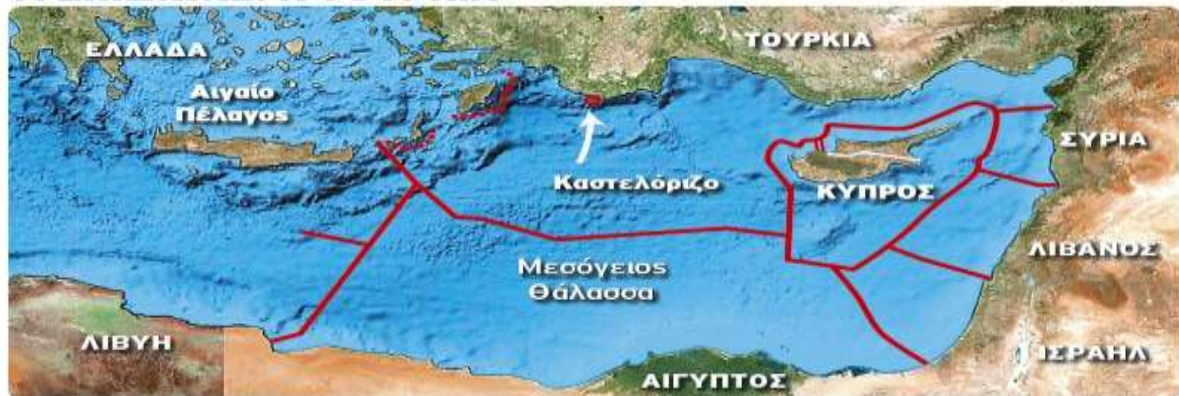 ΕΛΛΑΔΑ
ΤΟΥΡΚΙΑ
Αιγαίο
Πέλαγος
ΣΥΡΙΑ
Καστελόριζο
ΚΥΠΡΟΣ
ΛΙΒΑΝΟΣ
Μεσόγειος
Θάλασσα
ΛΙΒΥΗ
ΙΣΡΑΗΛ
ΑΙΓΥΠΤΟΣ